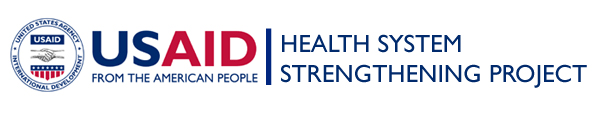 UNITED STATES AGENCY
USAID
INTERNATIONAL DEVELOPMENT
USAID
FROM THE AMERICAN PEOPLE
HEALTH SYSTEM
STRENGTHENING PROJECT